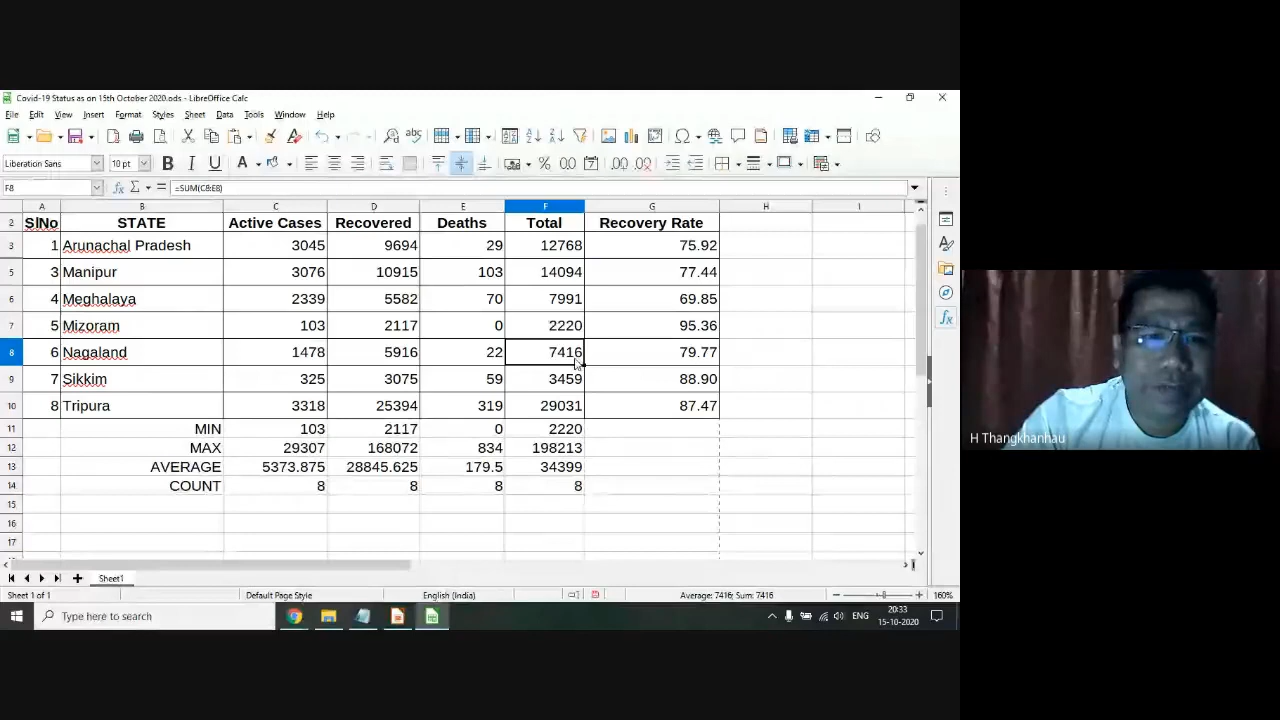 Covid-19 Status as on 15th October 2020.ods - LibreOffice Calc
File Edit View Insert Format Styles Sheet Data Tools Window Help
Liberation Sans 10 pt
F8 =SUM(C8:E8)
A B C D E F G H I
2 SlNo STATE Active Cases Recovered Deaths Total Recovery Rate
3 1 Arunachal Pradesh 3045 9694 29 12768 75.92
5 3 Manipur 3076 10915 103 14094 77.44
6 4 Meghalaya 2339 5582 70 7991 69.85
7 5 Mizoram 103 2117 0 2220 95.36
8 6 Nagaland 1478 5916 22 7416 79.77
9 7 Sikkim 325 3075 59 3459 88.90
10 8 Tripura 3318 25394 319 29031 87.47
11 MIN 103 2117 0 2220
12 MAX 29307 168072 834 198213
13 AVERAGE 5373.875 28845.625 179.5 34399
14 COUNT 8 8 8 8
15
16
17
Sheet1
Sheet 1 of 1 Default Page Style English (India) Average: 7416; Sum: 7416 160%
Type here to search ENG 20:33
15-10-2020
H Thangkhanhau